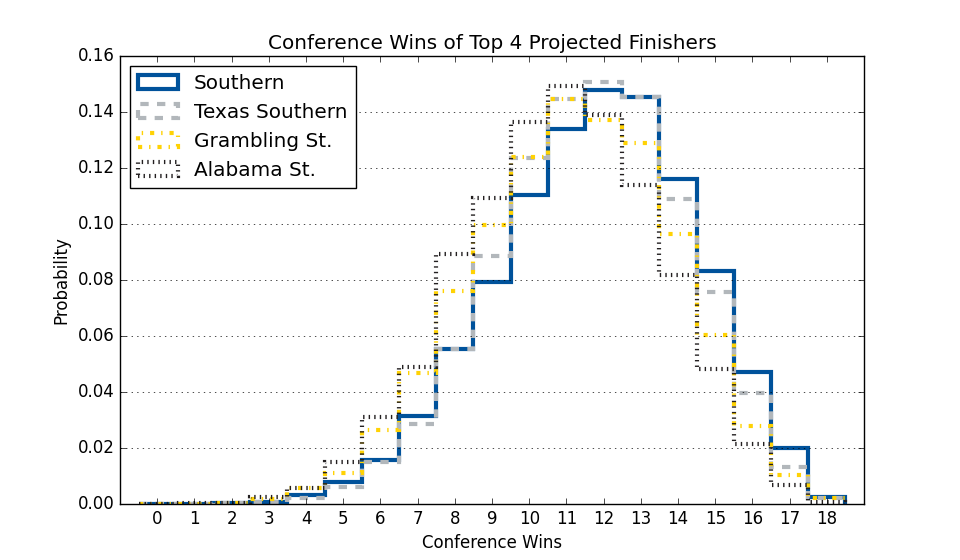 Conference Wins of Top 4 Projected Finishers
0.16
0.14
0.12
0.10
0.08
0.06
0.04
0.02
0.00
Probability
Southern
Texas Southern
Grambling St.
Alabama St.
0 1 2 3 4 5 6 7 8 9 10 11 12 13 14 15 16 17 18
Conference Wins